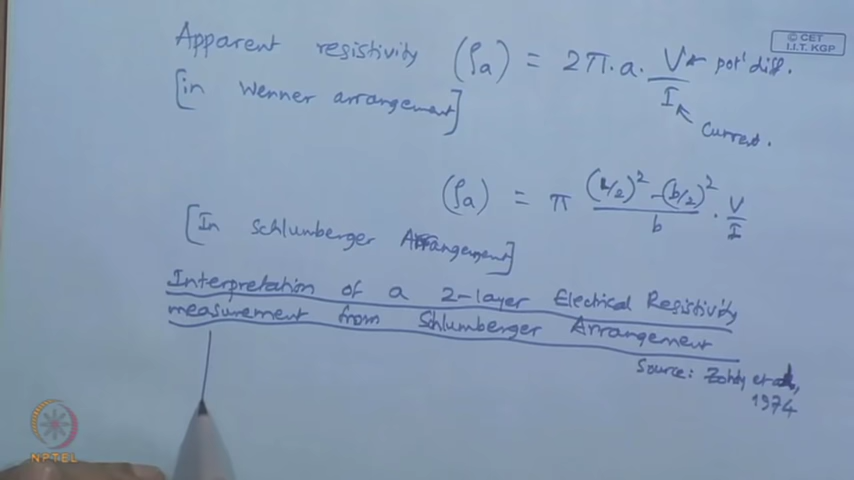 © CET
I.I.T. KGP
Apparent resistivity (ρa) = 2π.a. V/I ← pot' diff.
[in Wenner arrangement]
Current.
(ρa) = π ((L/2)² - (b/2)²)/b . V/I
[In Schlumberger Arrangement]
Interpretation of a 2-layer Electrical Resistivity
measurement from Schlumberger Arrangement
Source: Zohdy et al.,
1974
NPTEL